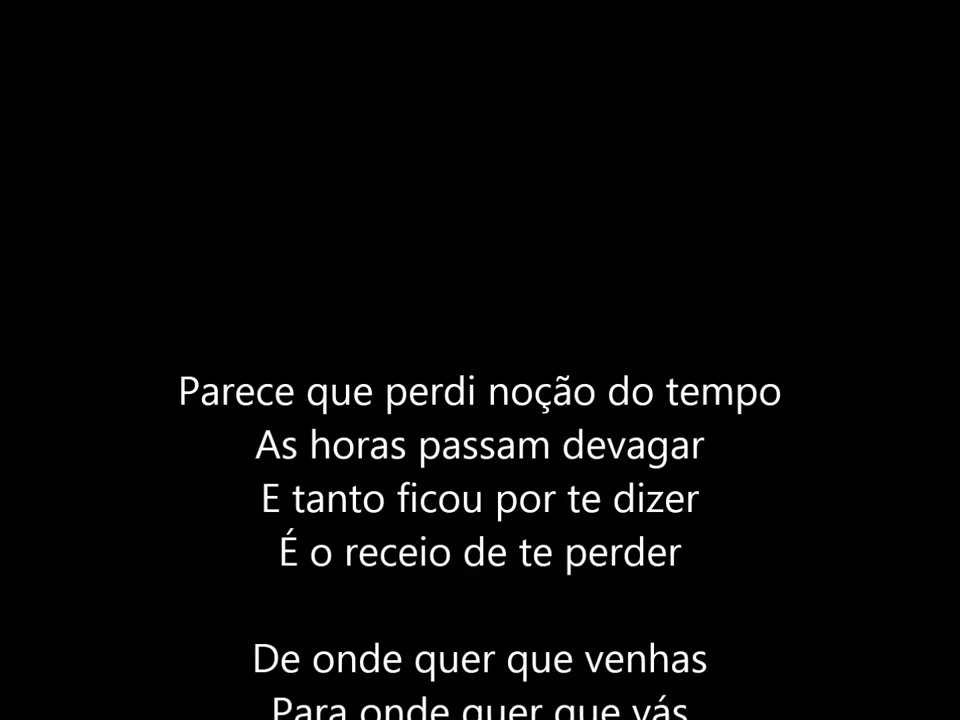 Parece que perdi noção do tempo
As horas passam devagar
E tanto ficou por te dizer
É o receio de te perder
De onde quer que venhas
Para onde quer que vás